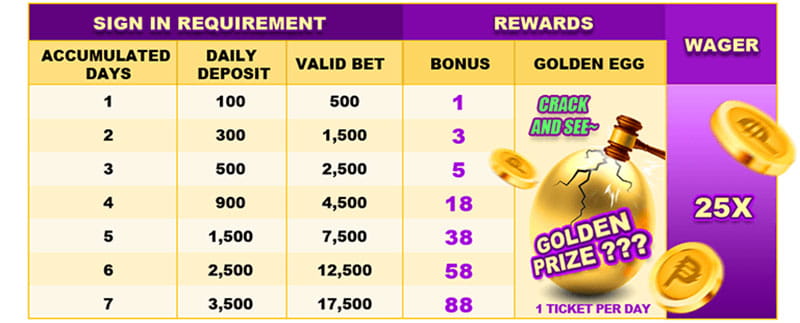 SIGN IN REQUIREMENT REWARDS WAGER
ACCUMULATED DAYS DAILY DEPOSIT VALID BET BONUS GOLDEN EGG
1 100 500 1
2 300 1,500 3
3 500 2,500 5
4 900 4,500 18
5 1,500 7,500 38
6 2,500 12,500 58
7 3,500 17,500 88
CRACK
AND SEE~
GOLDEN
PRIZE ???
1 TICKET PER DAY
25X